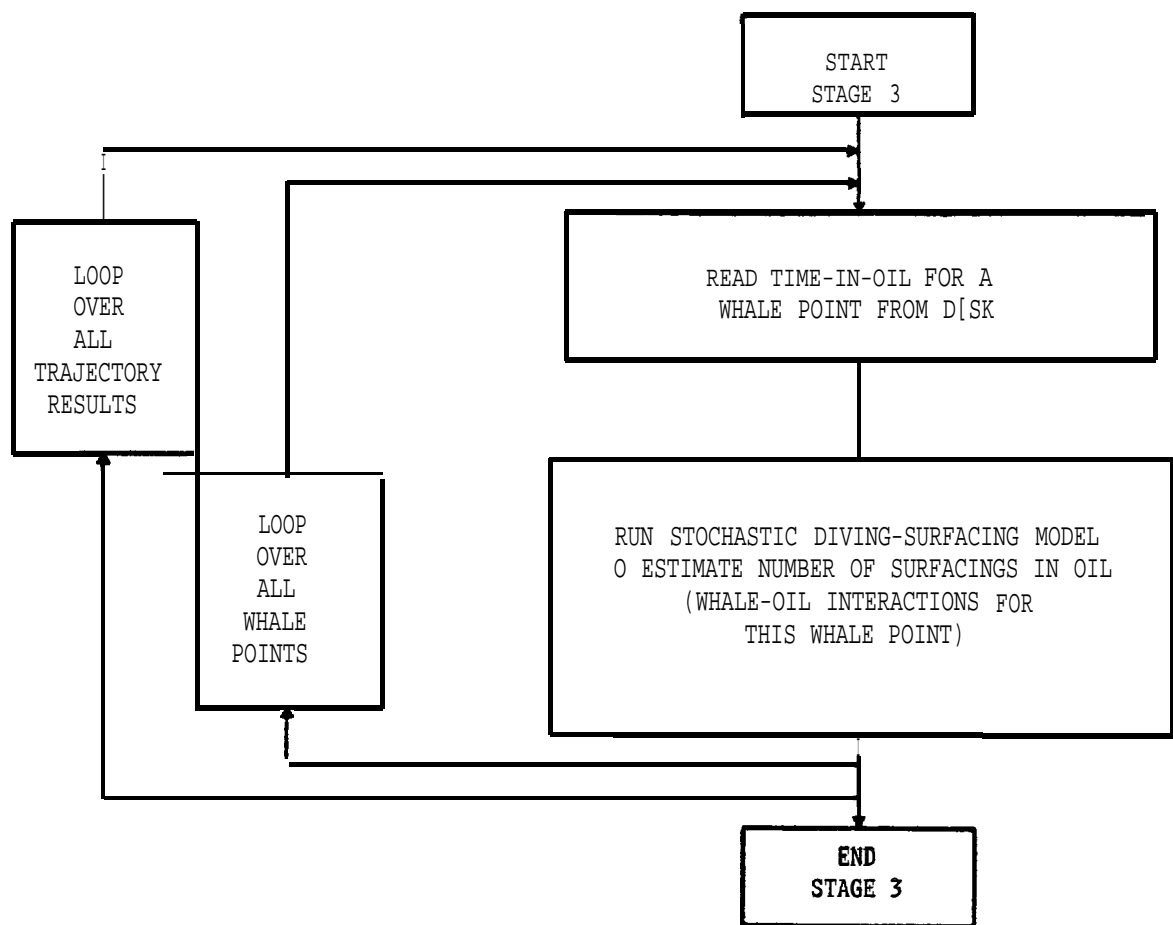 START
STAGE 3
READ TIME-IN-OIL FOR A
WHALE POINT FROM D[SK
LOOP
OVER
ALL
TRAJECTORY
RESULTS
LOOP
OVER
ALL
WHALE
POINTS
RUN STOCHASTIC DIVING-SURFACING MODEL
O ESTIMATE NUMBER OF SURFACINGS IN OIL
(WHALE-OIL INTERACTIONS FOR
THIS WHALE POINT)
END
STAGE 3